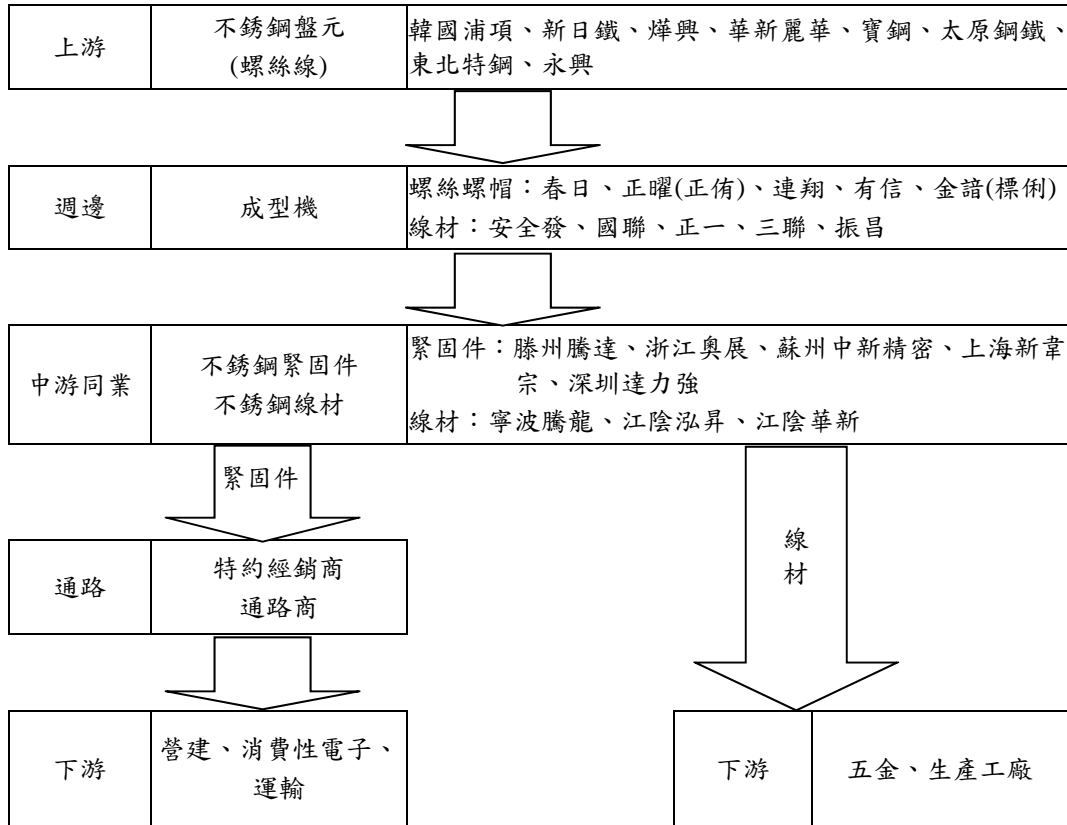 上游
不銹鋼盤元
(螺絲線)
韓國浦項、新日鐵、燁興、華新麗華、寶鋼、太原鋼鐵、
東北特鋼、永興
週邊
成型機
螺絲螺帽：春日、正曜(正侑)、連翔、有信、金諳(標俐)
線材：安全發、國聯、正一、三聯、振昌
中游同業
不銹鋼緊固件
不銹鋼線材
緊固件：滕州騰達、浙江奧展、蘇州中新精密、上海新韋
宗、深圳達力強
線材：寧波騰龍、江陰泓昇、江陰華新
緊固件
線
材
通路
特約經銷商
通路商
下游
營建、消費性電子、
運輸
下游
五金、生產工廠